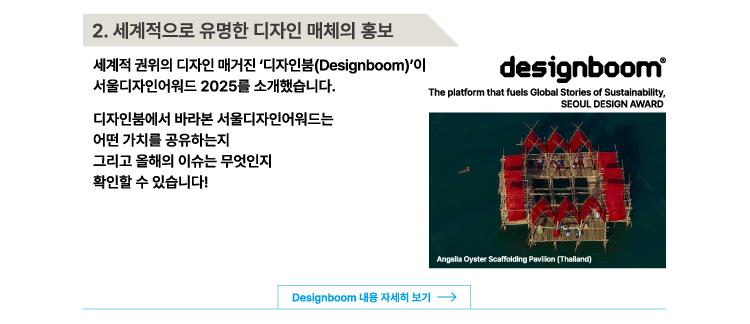 2. 세계적으로 유명한 디자인 매체의 홍보
세계적 권위의 디자인 매거진 ‘디자인붐(Designboom)’이
서울디자인어워드 2025를 소개했습니다.
디자인붐에서 바라본 서울디자인어워드는
어떤 가치를 공유하는지
그리고 올해의 이슈는 무엇인지
확인할 수 있습니다!
designboom®
The platform that fuels Global Stories of Sustainability,
SEOUL DESIGN AWARD
Angsila Oyster Scaffolding Pavilion (Thailand)
Designboom 내용 자세히 보기 →